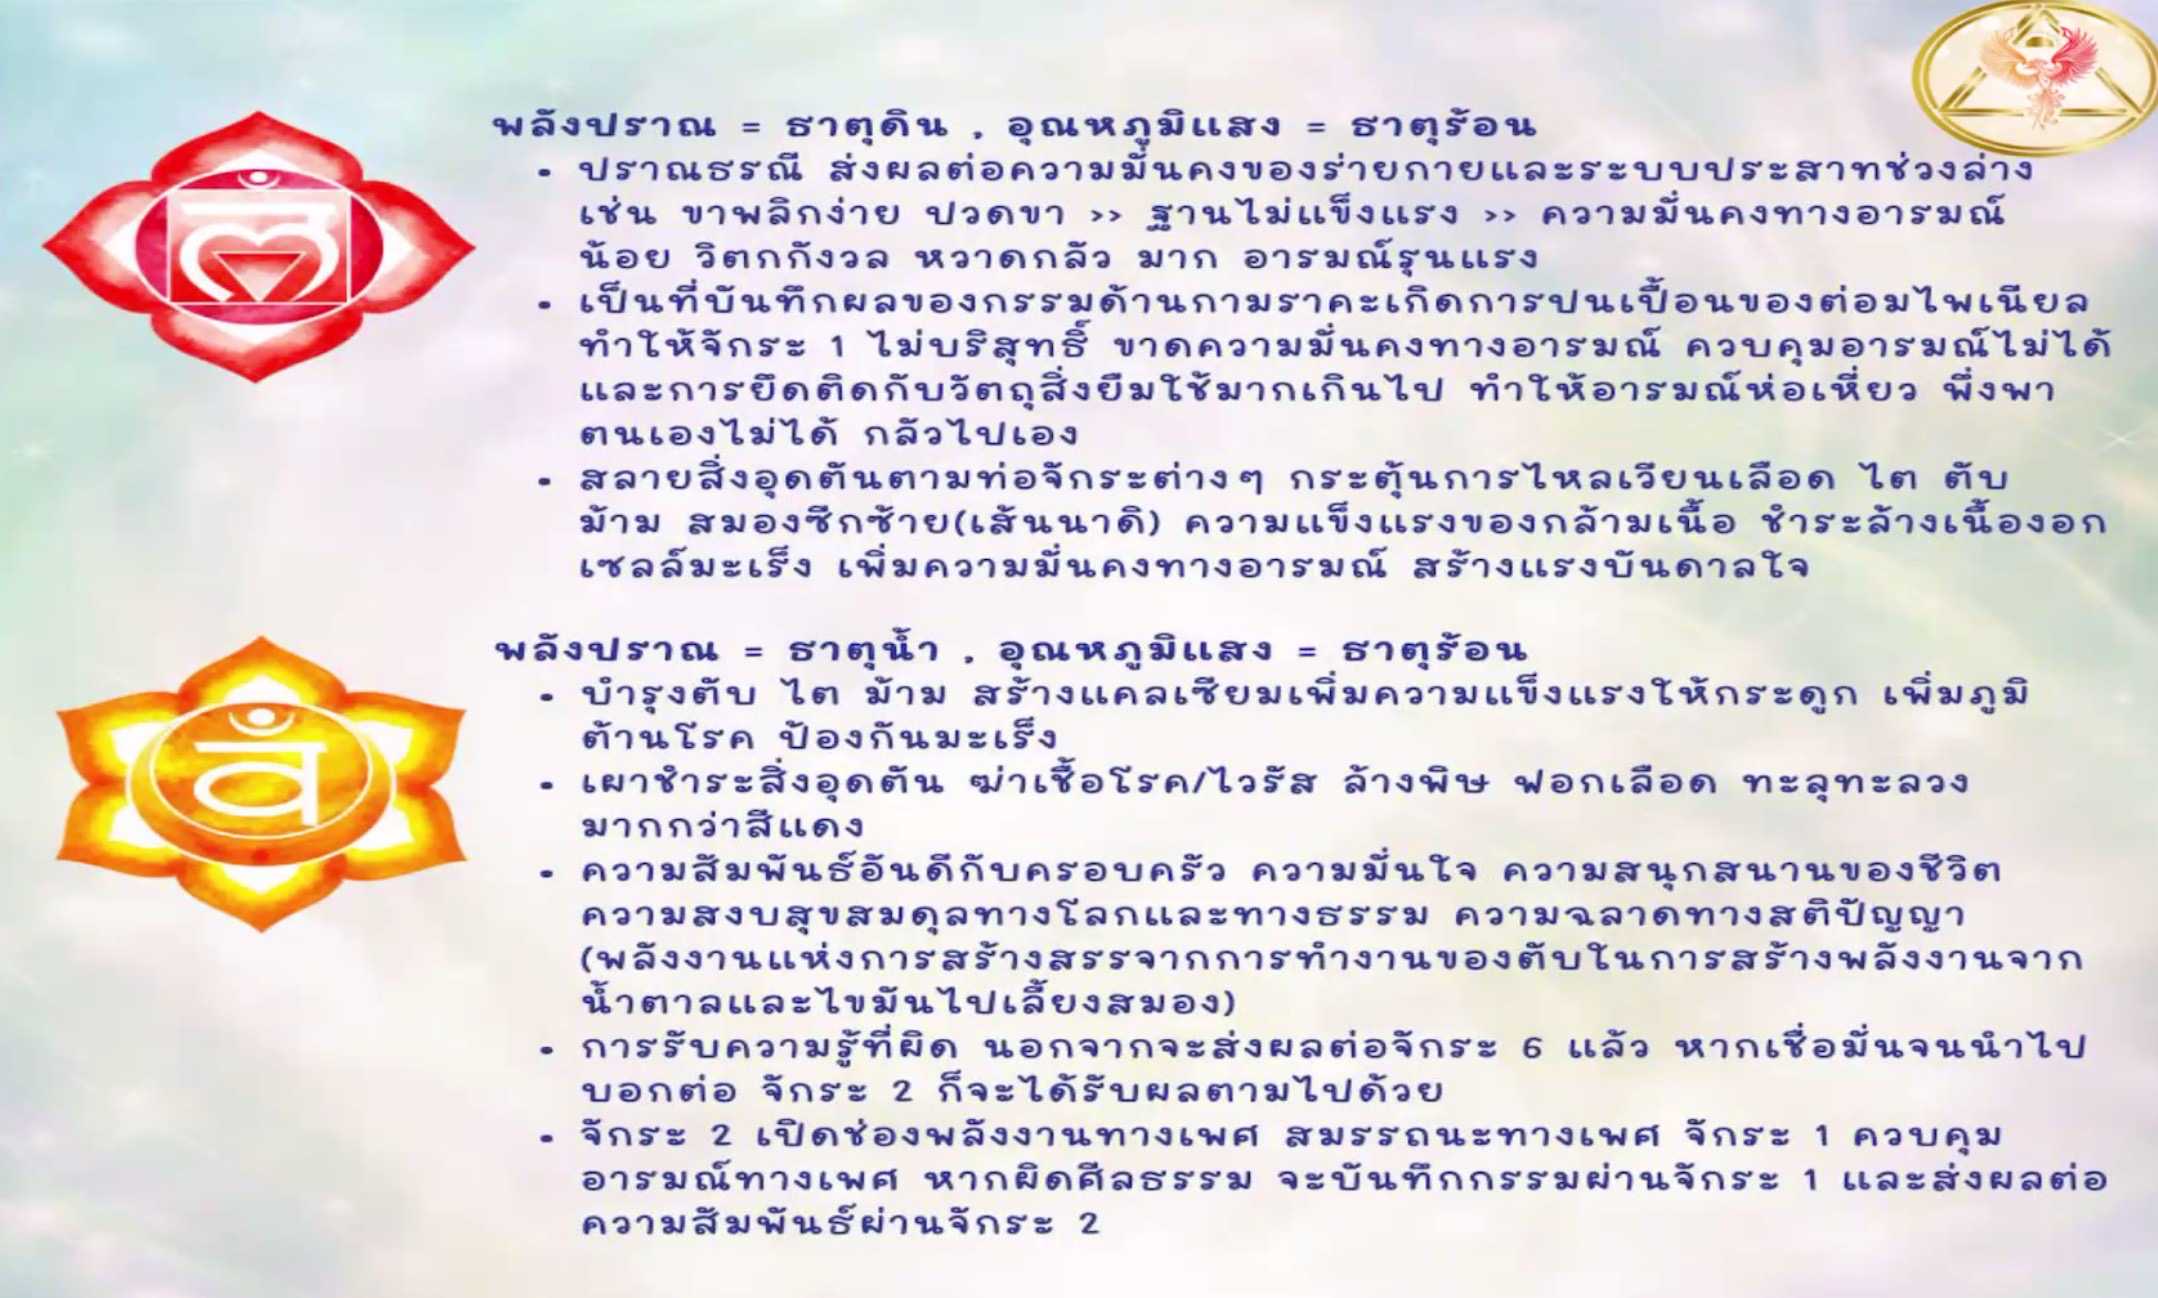 พลังปราณ = ธาตุดิน , อุณหภูมิแสง = ธาตุร้อน
• ปราณธรณี ส่งผลต่อความมั่นคงของร่ายกายและระบบประสาทช่วงล่าง
เช่น ขาพลิกง่าย ปวดขา >> ฐานไม่แข็งแรง >> ความมั่นคงทางอารมณ์
น้อย วิตกกังวล หวาดกลัว มาก อารมณ์รุนแรง
• เป็นที่บันทึกผลของกรรมด้านกามราคะเกิดการปนเปื้อนของต่อมไพเนียล
ทำให้จักระ 1 ไม่บริสุทธิ์ ขาดความมั่นคงทางอารมณ์ ควบคุมอารมณ์ไม่ได้
และการยึดติดกับวัตถุสิ่งยืมใช้มากเกินไป ทำให้อารมณ์ห่อเหี่ยว พึ่งพา
ตนเองไม่ได้ กลัวไปเอง
• สลายสิ่งอุดตันตามท่อจักระต่างๆ กระตุ้นการไหลเวียนเลือด ไต ตับ
ม้าม สมองซีกซ้าย(เส้นนาดิ) ความแข็งแรงของกล้ามเนื้อ ชำระล้างเนื้องอก
เซลล์มะเร็ง เพิ่มความมั่นคงทางอารมณ์ สร้างแรงบันดาลใจ
ल
พลังปราณ = ธาตุน้ำ , อุณหภูมิแสง = ธาตุร้อน
• บำรุงตับ ไต ม้าม สร้างแคลเซียมเพิ่มความแข็งแรงให้กระดูก เพิ่มภูมิ
ต้านโรค ป้องกันมะเร็ง
• เผาชำระสิ่งอุดตัน ฆ่าเชื้อโรค/ไวรัส ล้างพิษ ฟอกเลือด ทะลุทะลวง
มากกว่าสีแดง
• ความสัมพันธ์อันดีกับครอบครัว ความมั่นใจ ความสนุกสนานของชีวิต
ความสงบสุขสมดุลทางโลกและทางธรรม ความฉลาดทางสติปัญญา
(พลังงานแห่งการสร้างสรรจากการทำงานของตับในการสร้างพลังงานจาก
น้ำตาลและไขมันไปเลี้ยงสมอง)
• การรับความรู้ที่ผิด นอกจากจะส่งผลต่อจักระ 6 แล้ว หากเชื่อมั่นจนนำไป
บอกต่อ จักระ 2 ก็จะได้รับผลตามไปด้วย
• จักระ 2 เปิดช่องพลังงานทางเพศ สมรรถนะทางเพศ จักระ 1 ควบคุม
อารมณ์ทางเพศ หากผิดศีลธรรม จะบันทึกกรรมผ่านจักระ 1 และส่งผลต่อ
ความสัมพันธ์ผ่านจักระ 2
वं